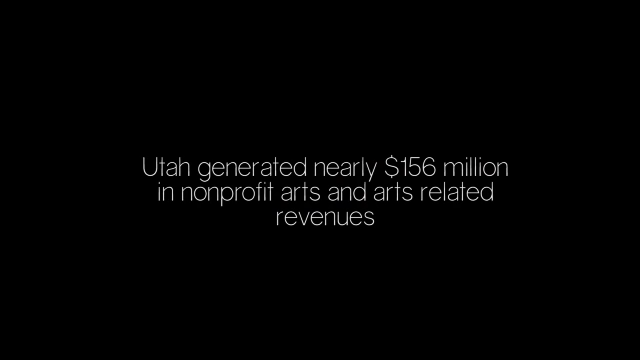 Utah generated nearly $156 million
in nonprofit arts and arts related
revenues